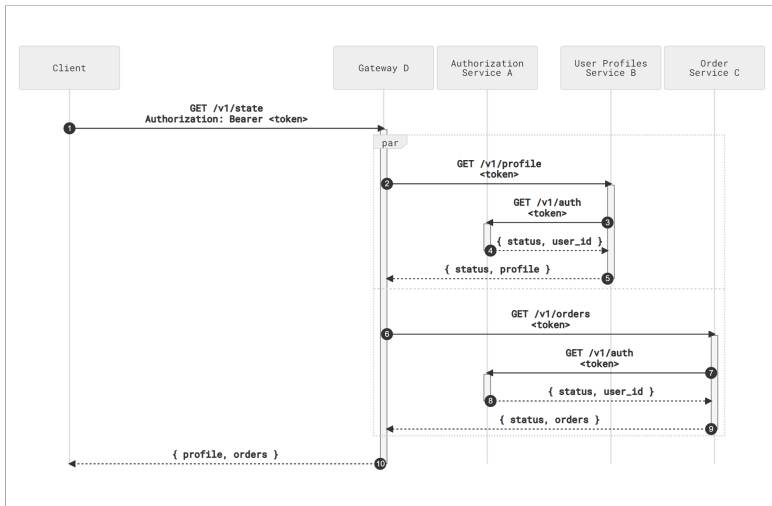 Client
Gateway D
Authorization
Service A
User Profiles
Service B
Order
Service C
GET /v1/state
Authorization: Bearer <token>
1
par
GET /v1/profile
<token>
2
GET /v1/auth
<token>
3
{ status, user_id }
4
{ status, profile }
5
GET /v1/orders
<token>
6
GET /v1/auth
<token>
7
{ status, user_id }
8
{ status, orders }
9
{ profile, orders }
10